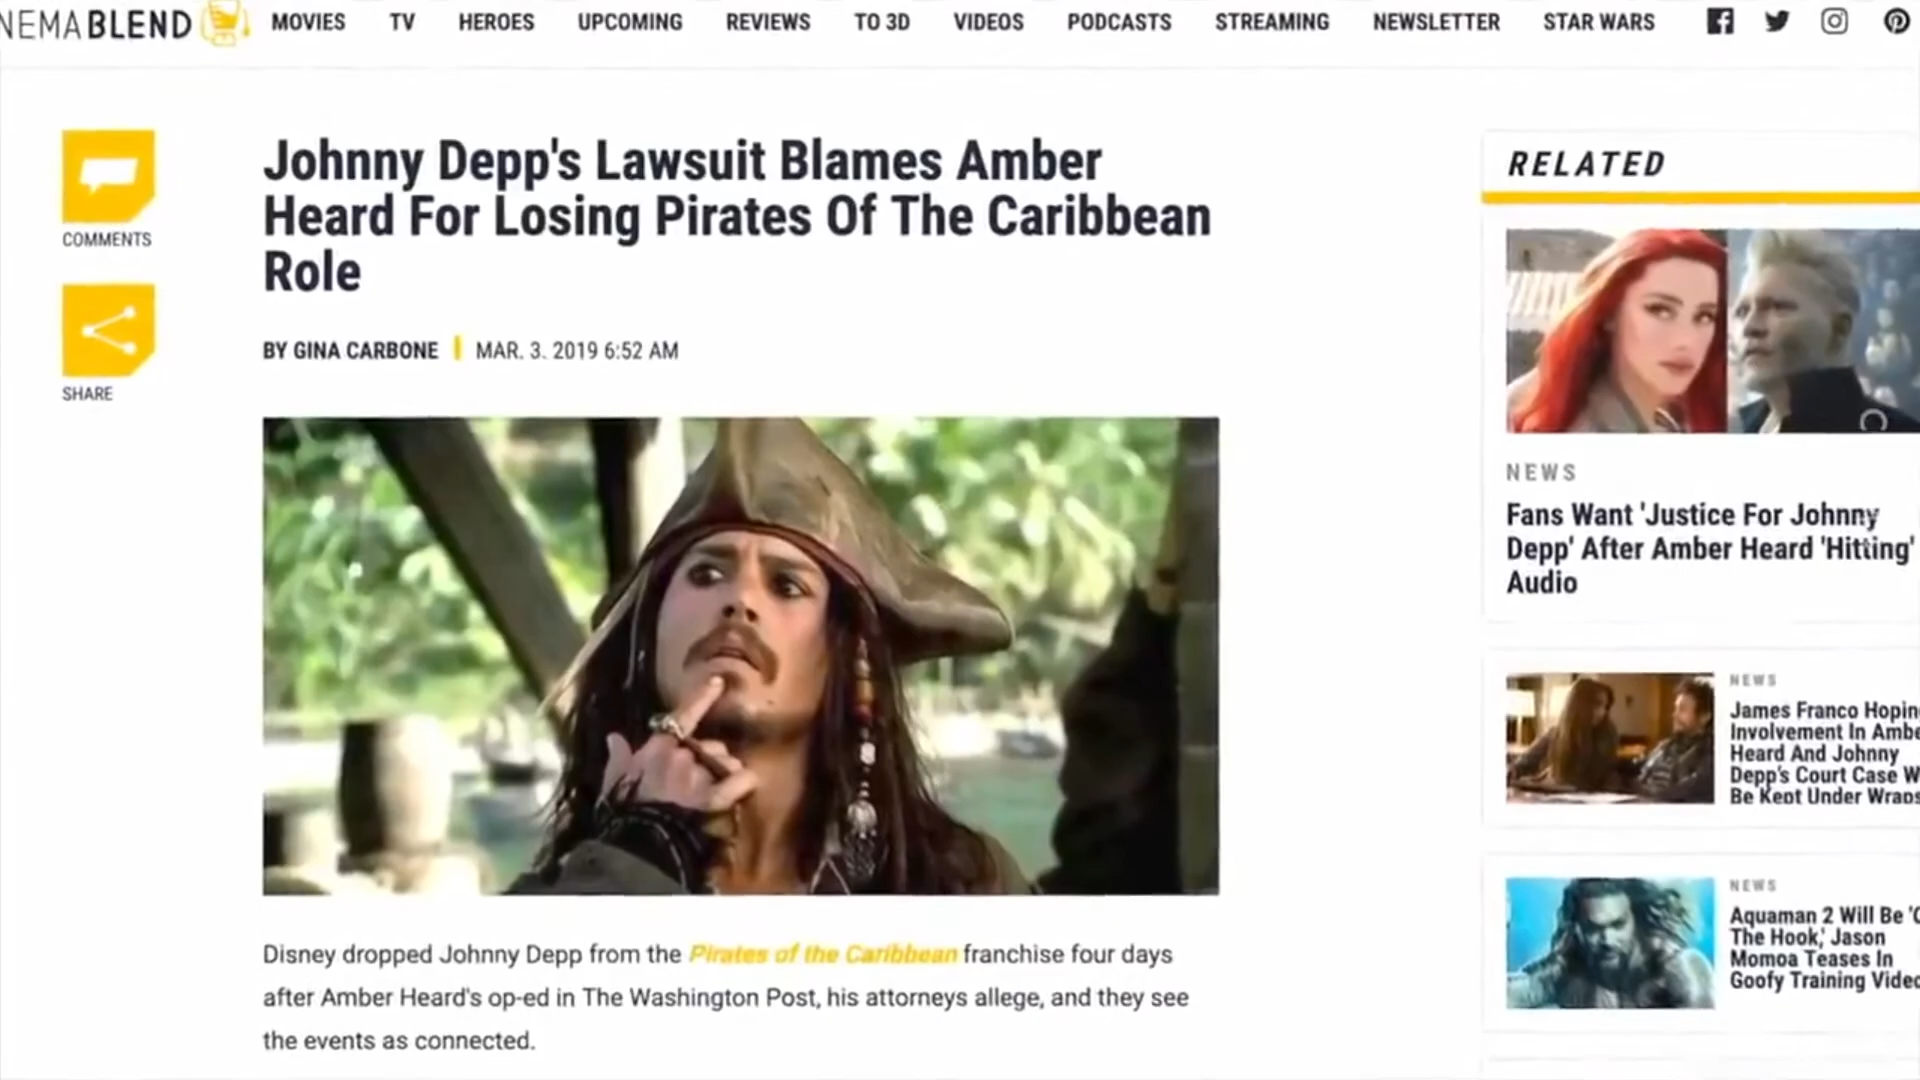 NEMABLEND
MOVIES TV HEROES UPCOMING REVIEWS TO 3D VIDEOS PODCASTS STREAMING NEWSLETTER STAR WARS
COMMENTS
SHARE
Johnny Depp's Lawsuit Blames Amber
Heard For Losing Pirates Of The Caribbean
Role
BY GINA CARBONE MAR. 3. 2019 6:52 AM
Disney dropped Johnny Depp from the Pirates of the Caribbean franchise four days
after Amber Heard's op-ed in The Washington Post, his attorneys allege, and they see
the events as connected.
RELATED
NEWS
Fans Want 'Justice For Johnny
Depp' After Amber Heard 'Hitting'
Audio
NEWS
James Franco Hopin
Involvement In Ambe
Heard And Johnny
Depp's Court Case W
Be Kept Under Wraps
NEWS
Aquaman 2 Will Be 'O
The Hook,' Jason
Momoa Teases In
Goofy Training Video